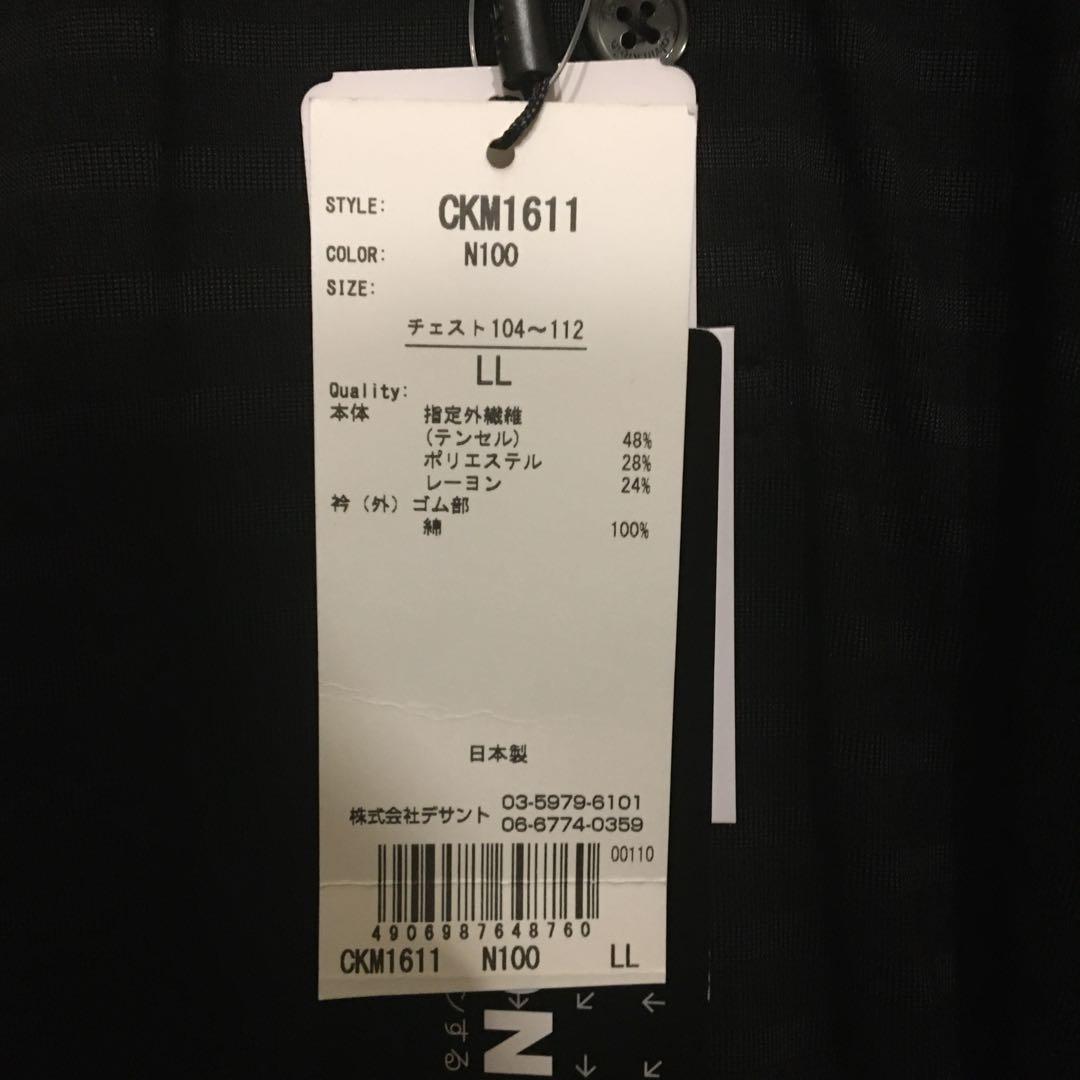 STYLE: CKM1611
COLOR: N100
SIZE:
チェスト104〜112
LL
Quality:
本体 指定外繊維
(テンセル) 48%
ポリエステル 28%
レーヨン 24%
衿(外)ゴム部
綿 100%
日本製
株式会社デサント 03-5979-6101
06-6774-0359
00110
4906987648760
CKM1611 N100 LL
ンする
N